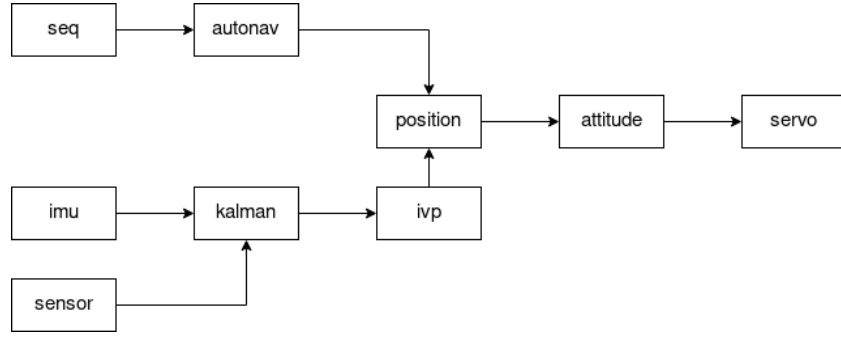 seq
autonav
position
attitude
servo
imu
kalman
ivp
sensor